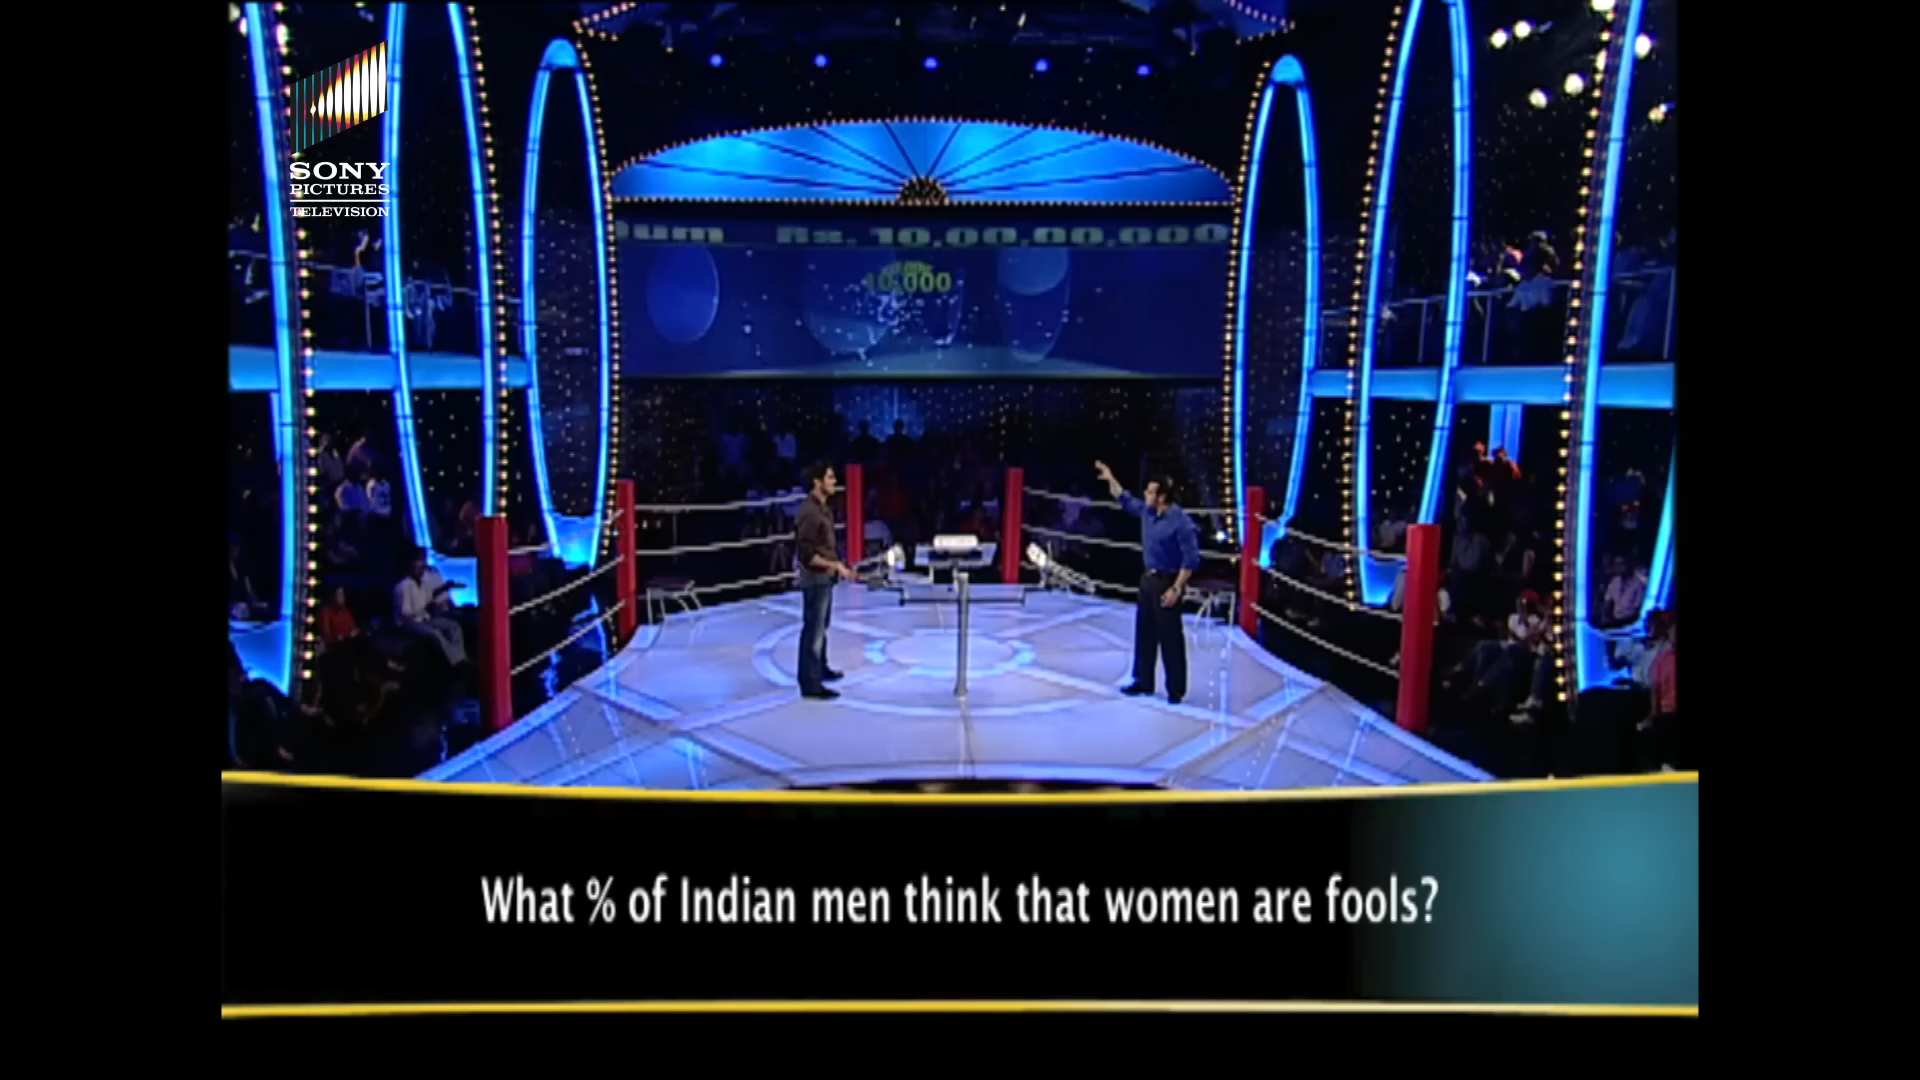 SONY
PICTURES
TELEVISION
Rs. 10,00,00,000
10,000
What % of Indian men think that women are fools?